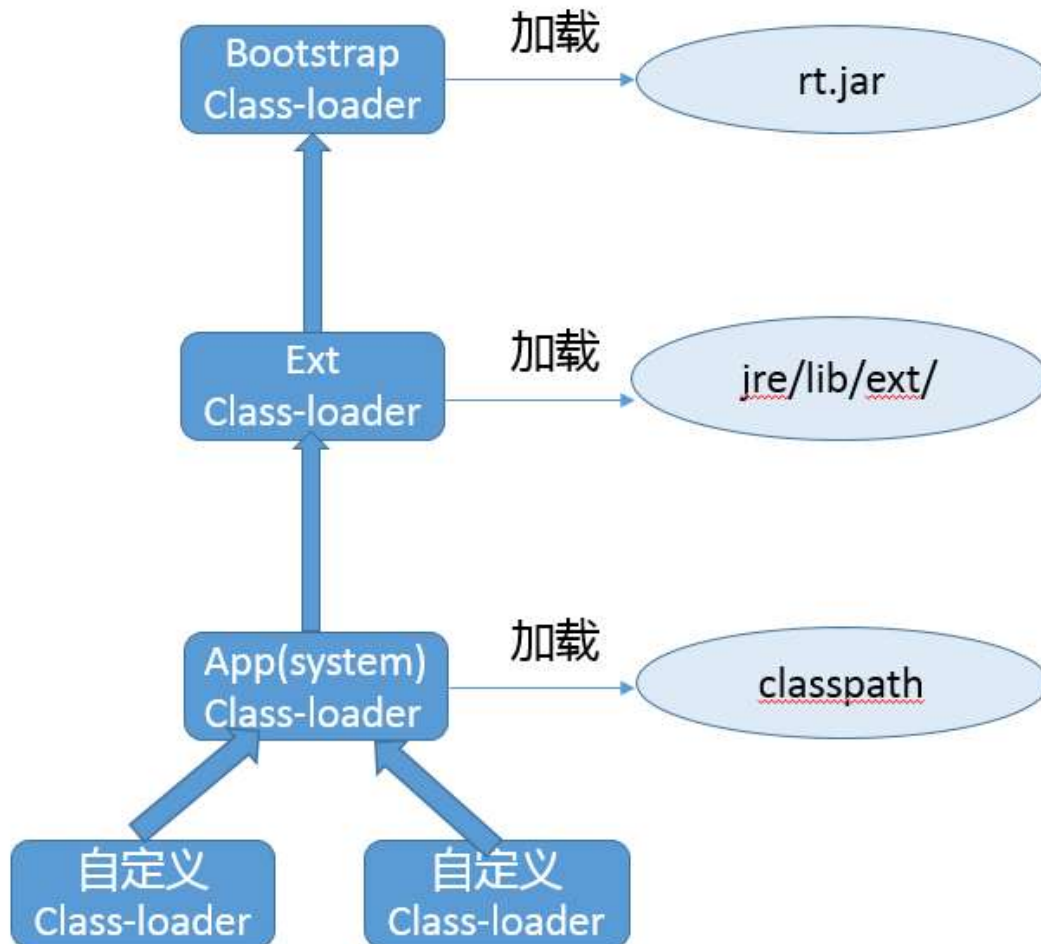 Bootstrap
Class-loader
加载
rt.jar
Ext
Class-loader
加载
jre/lib/ext/
App(system)
Class-loader
加载
classpath
自定义
Class-loader
自定义
Class-loader